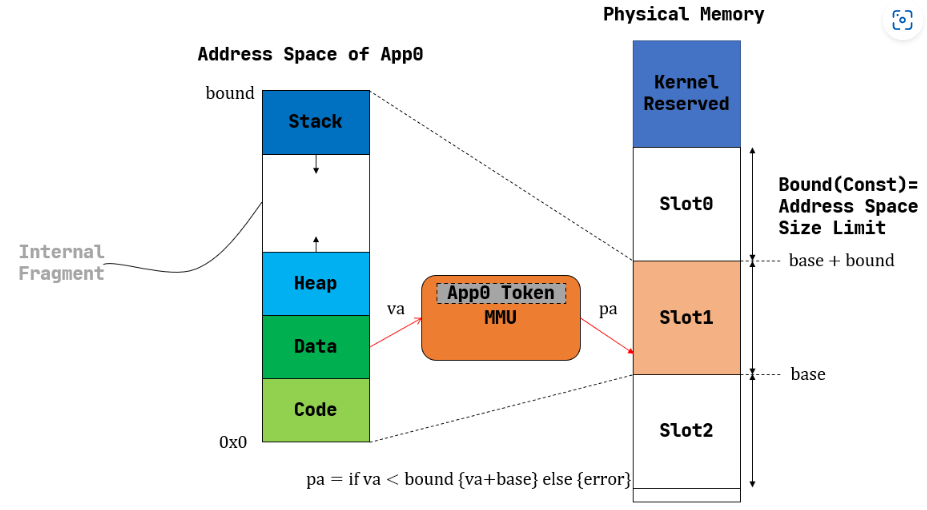 Physical Memory
Address Space of App0
bound
Stack
Internal
Fragment
Heap
Data
Code
0x0
va
App0 Token
MMU
pa
Kernel
Reserved
Slot0
Slot1
Slot2
Bound(Const)=
Address Space
Size Limit
base + bound
base
pa = if va < bound {va+base} else {error}